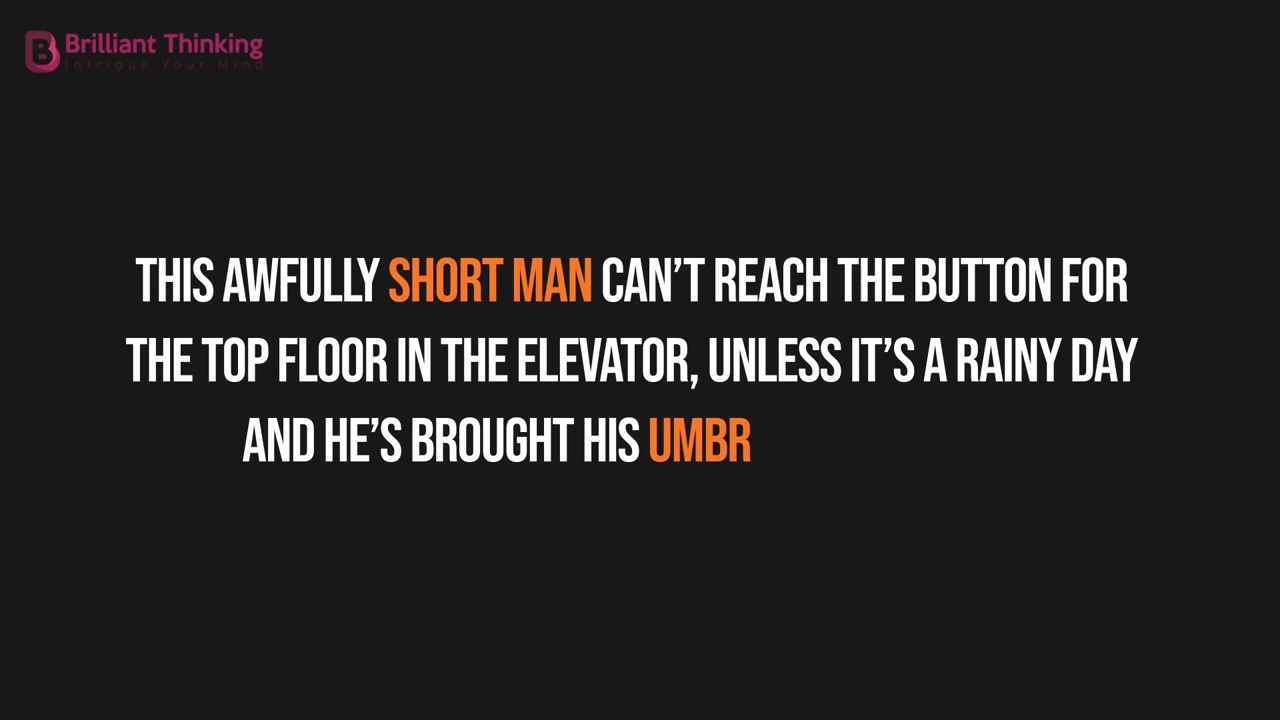 Brilliant Thinking
Intrigue Your Mind
THIS AWFULLY SHORT MAN CAN'T REACH THE BUTTON FOR
THE TOP FLOOR IN THE ELEVATOR, UNLESS IT'S A RAINY DAY
AND HE'S BROUGHT HIS UMBR